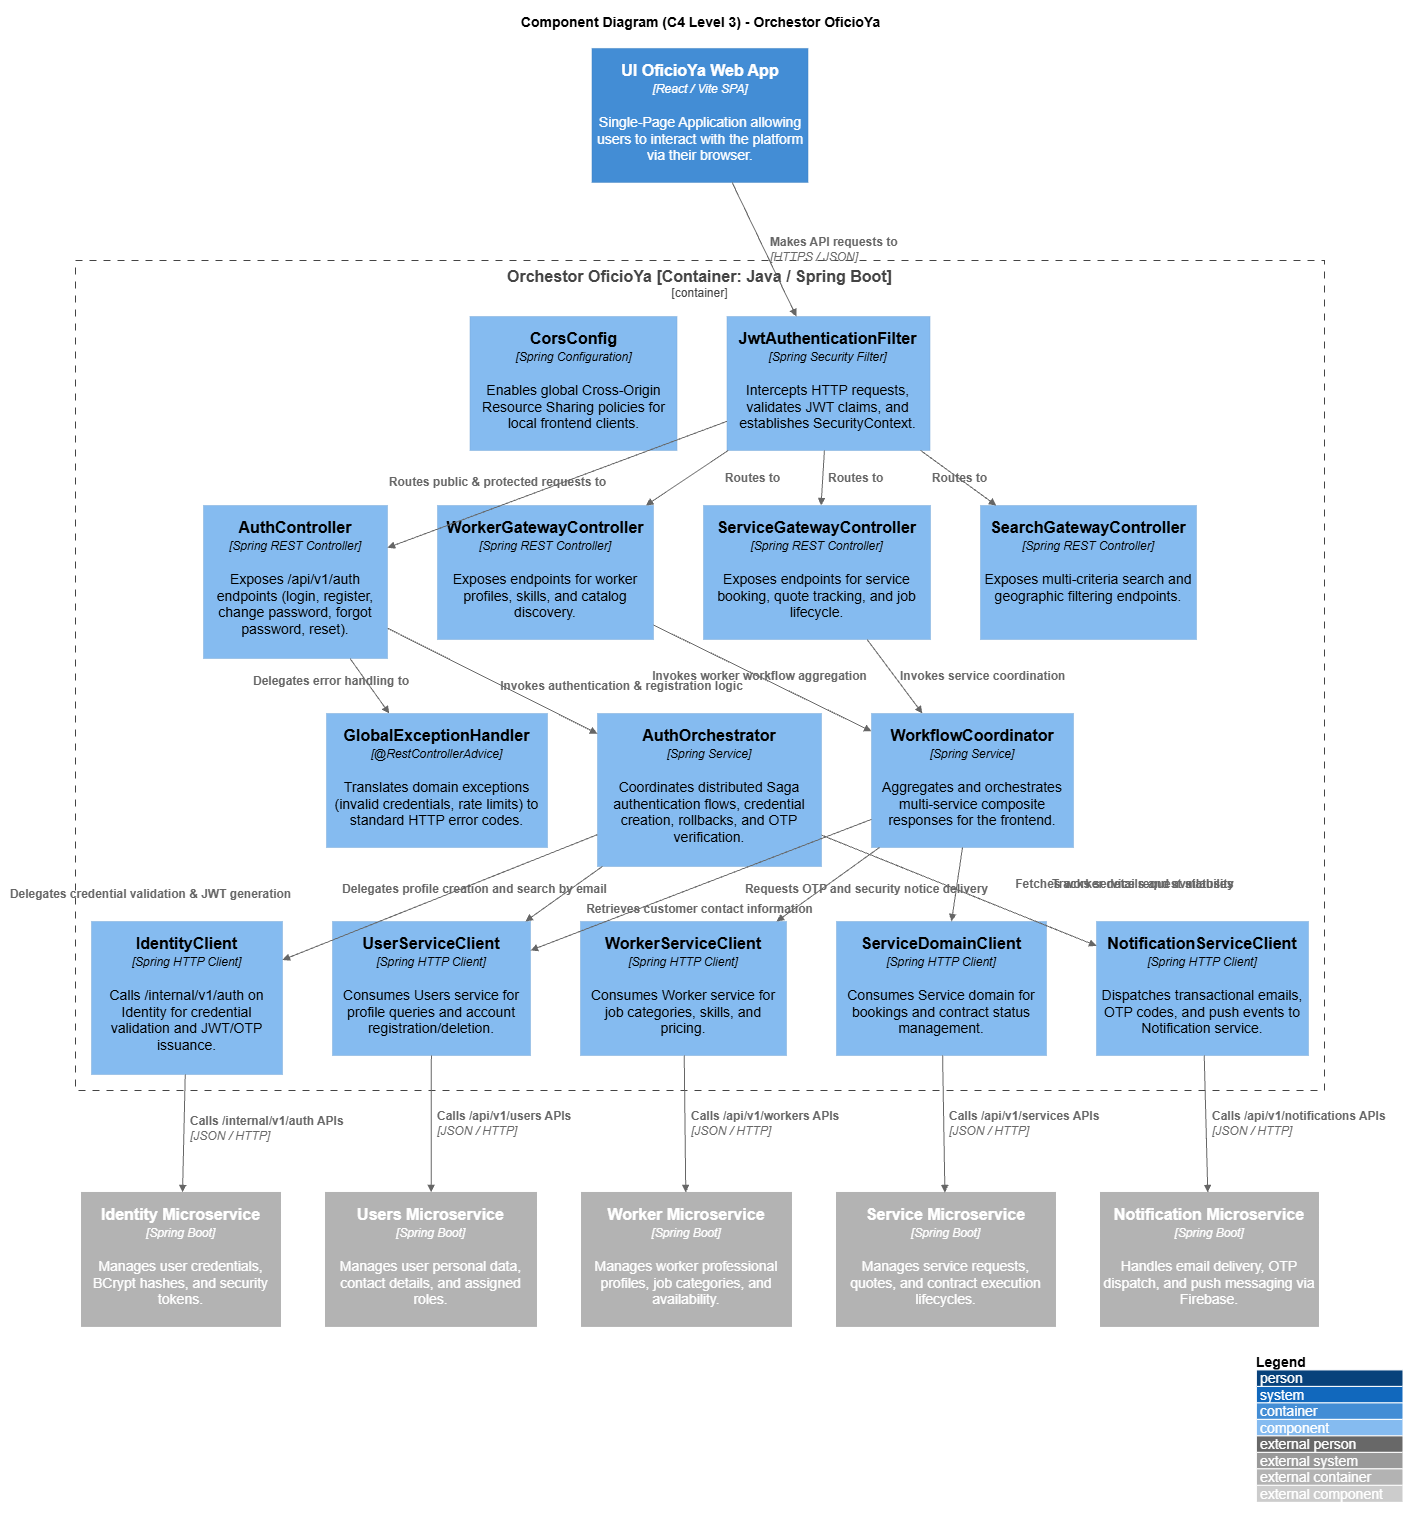 Component Diagram (C4 Level 3) - Orchestor OficioYa
UI OficioYa Web App
[React / Vite SPA]
Single-Page Application allowing
users to interact with the platform
via their browser.
Makes API requests to
[HTTPS / JSON]
Orchestor OficioYa [Container: Java / Spring Boot]
[container]
CorsConfig
[Spring Configuration]
Enables global Cross-Origin
Resource Sharing policies for
local frontend clients.
JwtAuthenticationFilter
[Spring Security Filter]
Intercepts HTTP requests,
validates JWT claims, and
establishes SecurityContext.
Routes public & protected requests to
Routes to
Routes to
Routes to
AuthController
[Spring REST Controller]
Exposes /api/v1/auth
endpoints (login, register,
change password, forgot
password, reset).
WorkerGatewayController
[Spring REST Controller]
Exposes endpoints for worker
profiles, skills, and catalog
discovery.
ServiceGatewayController
[Spring REST Controller]
Exposes endpoints for service
booking, quote tracking, and job
lifecycle.
SearchGatewayController
[Spring REST Controller]
Exposes multi-criteria search and
geographic filtering endpoints.
Delegates error handling to
Invokes authentication & registration logic
Invokes worker workflow aggregation
Invokes service coordination
GlobalExceptionHandler
[@RestControllerAdvice]
Translates domain exceptions
(invalid credentials, rate limits) to
standard HTTP error codes.
AuthOrchestrator
[Spring Service]
Coordinates distributed Saga
authentication flows, credential
creation, rollbacks, and OTP
verification.
WorkflowCoordinator
[Spring Service]
Aggregates and orchestrates
multi-service composite
responses for the frontend.
Delegates credential validation & JWT generation
Delegates profile creation and search by email
Requests OTP and security notice delivery
Fetches worker details and availability
Tracks service request statuses
Retrieves customer contact information
IdentityClient
[Spring HTTP Client]
Calls /internal/v1/auth on
Identity for credential
validation and JWT/OTP
issuance.
UserServiceClient
[Spring HTTP Client]
Consumes Users service for
profile queries and account
registration/deletion.
WorkerServiceClient
[Spring HTTP Client]
Consumes Worker service for
job categories, skills, and
pricing.
ServiceDomainClient
[Spring HTTP Client]
Consumes Service domain for
bookings and contract status
management.
NotificationServiceClient
[Spring HTTP Client]
Dispatches transactional emails,
OTP codes, and push events to
Notification service.
Calls /internal/v1/auth APIs
[JSON / HTTP]
Calls /api/v1/users APIs
[JSON / HTTP]
Calls /api/v1/workers APIs
[JSON / HTTP]
Calls /api/v1/services APIs
[JSON / HTTP]
Calls /api/v1/notifications APIs
[JSON / HTTP]
Identity Microservice
[Spring Boot]
Manages user credentials,
BCrypt hashes, and security
tokens.
Users Microservice
[Spring Boot]
Manages user personal data,
contact details, and assigned
roles.
Worker Microservice
[Spring Boot]
Manages worker professional
profiles, job categories, and
availability.
Service Microservice
[Spring Boot]
Manages service requests,
quotes, and contract execution
lifecycles.
Notification Microservice
[Spring Boot]
Handles email delivery, OTP
dispatch, and push messaging via
Firebase.
Legend
person
system
container
component
external person
external system
external container
external component